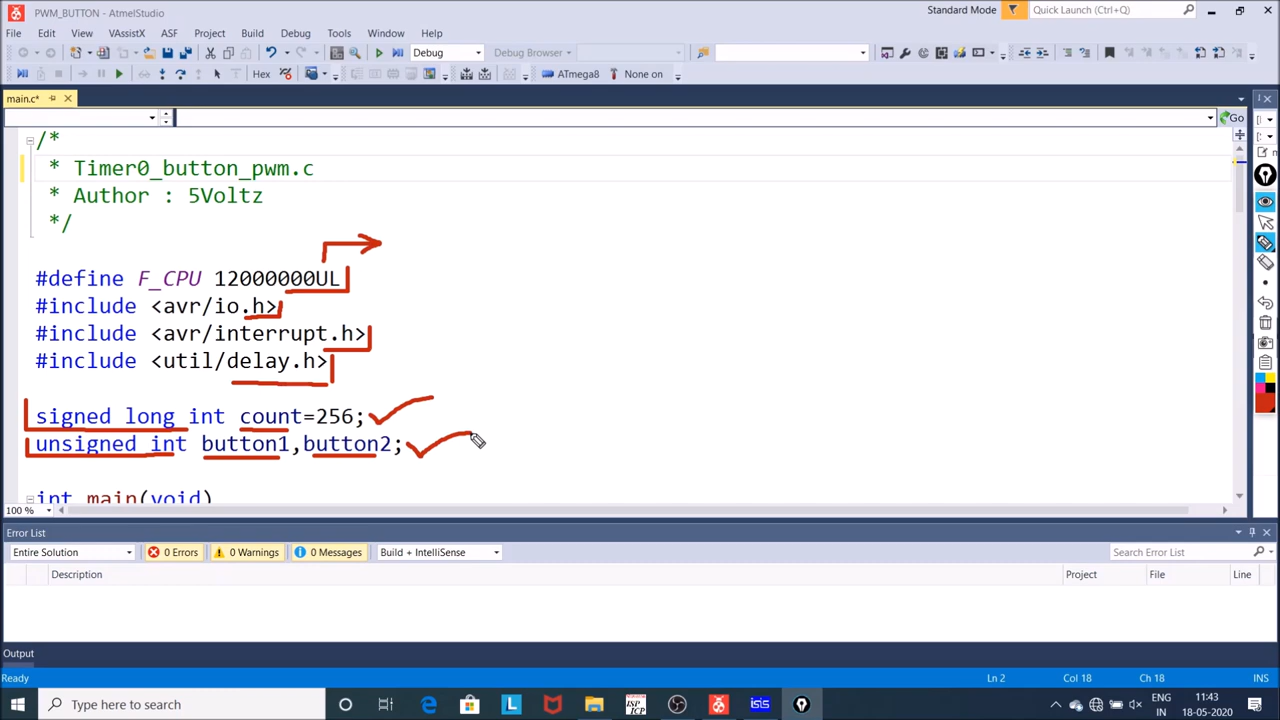 PWM_BUTTON - AtmelStudio
Standard Mode
Quick Launch (Ctrl+Q)
File Edit View VAssistX ASF Project Build Debug Tools Window Help
Debug
Debug Browser
Hex
ATmega8
None on
main.c*
Go
/*
* Timer0_button_pwm.c
* Author : 5Voltz
*/
#define F_CPU 12000000UL
#include <avr/io.h>
#include <avr/interrupt.h>
#include <util/delay.h>
signed long int count=256;
unsigned int button1,button2;
int main(void)
100 %
Error List
Entire Solution
0 Errors
0 Warnings
0 Messages
Build + IntelliSense
Search Error List
Description
Project
File
Line
Output
Ready
Ln 2
Col 18
Ch 18
INS
Type here to search
L
ISP
ICP
isis
ENG
IN
11:43
18-05-2020